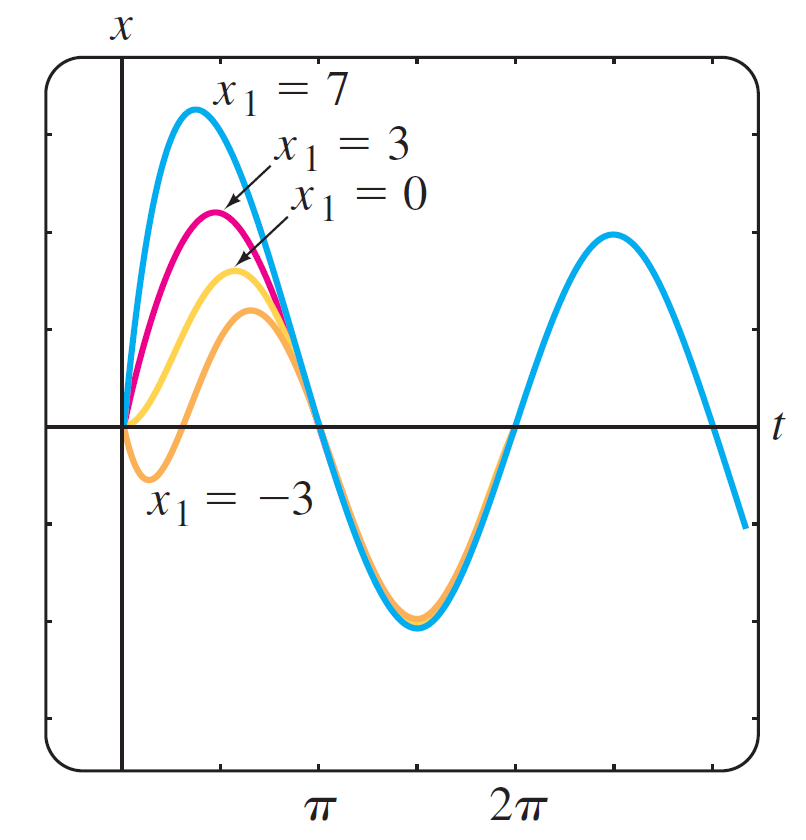 x
x₁ = 7
x₁ = 3
x₁ = 0
t
x₁ = −3
π
2π